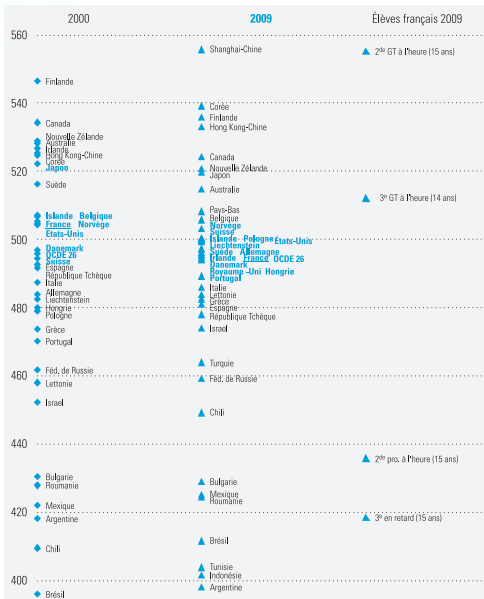 2000 2009 Élèves français 2009
560
540
520
500
480
460
440
420
400
Finlande
Canada
Nouvelle Zélande
Australie
Irlande
Hong Kong-Chine
Corée
Japon
Suède
Islande Belgique
France Norvège
États-Unis
Danemark
OCDE 26
Suisse
Espagne
République Tchèque
Italie
Allemagne
Liechtenstein
Hongrie
Pologne
Grèce
Portugal
Féd. de Russie
Lettonie
Israel
Bulgarie
Roumanie
Mexique
Argentine
Chili
Brésil
Shanghai-Chine
Corée
Finlande
Hong Kong-Chine
Canada
Nouvelle Zélande
Japon
Australie
Pays-Bas
Belgique
Norvège
Suisse
Islande Pologne États-Unis
Liechtenstein
Suède Allemagne
Irlande France OCDE 26
Danemark
Royaume -Uni Hongrie
Portugal
Italie
Lettonie
Grèce
Espagne
République Tchèque
Israel
Turquie
Féd. de Russie
Chili
Bulgarie
Mexique
Roumanie
Brésil
Tunisie
Indonésie
Argentine
2de GT à l'heure (15 ans)
3e GT à l'heure (14 ans)
2de pro. à l'heure (15 ans)
3e en retard (15 ans)